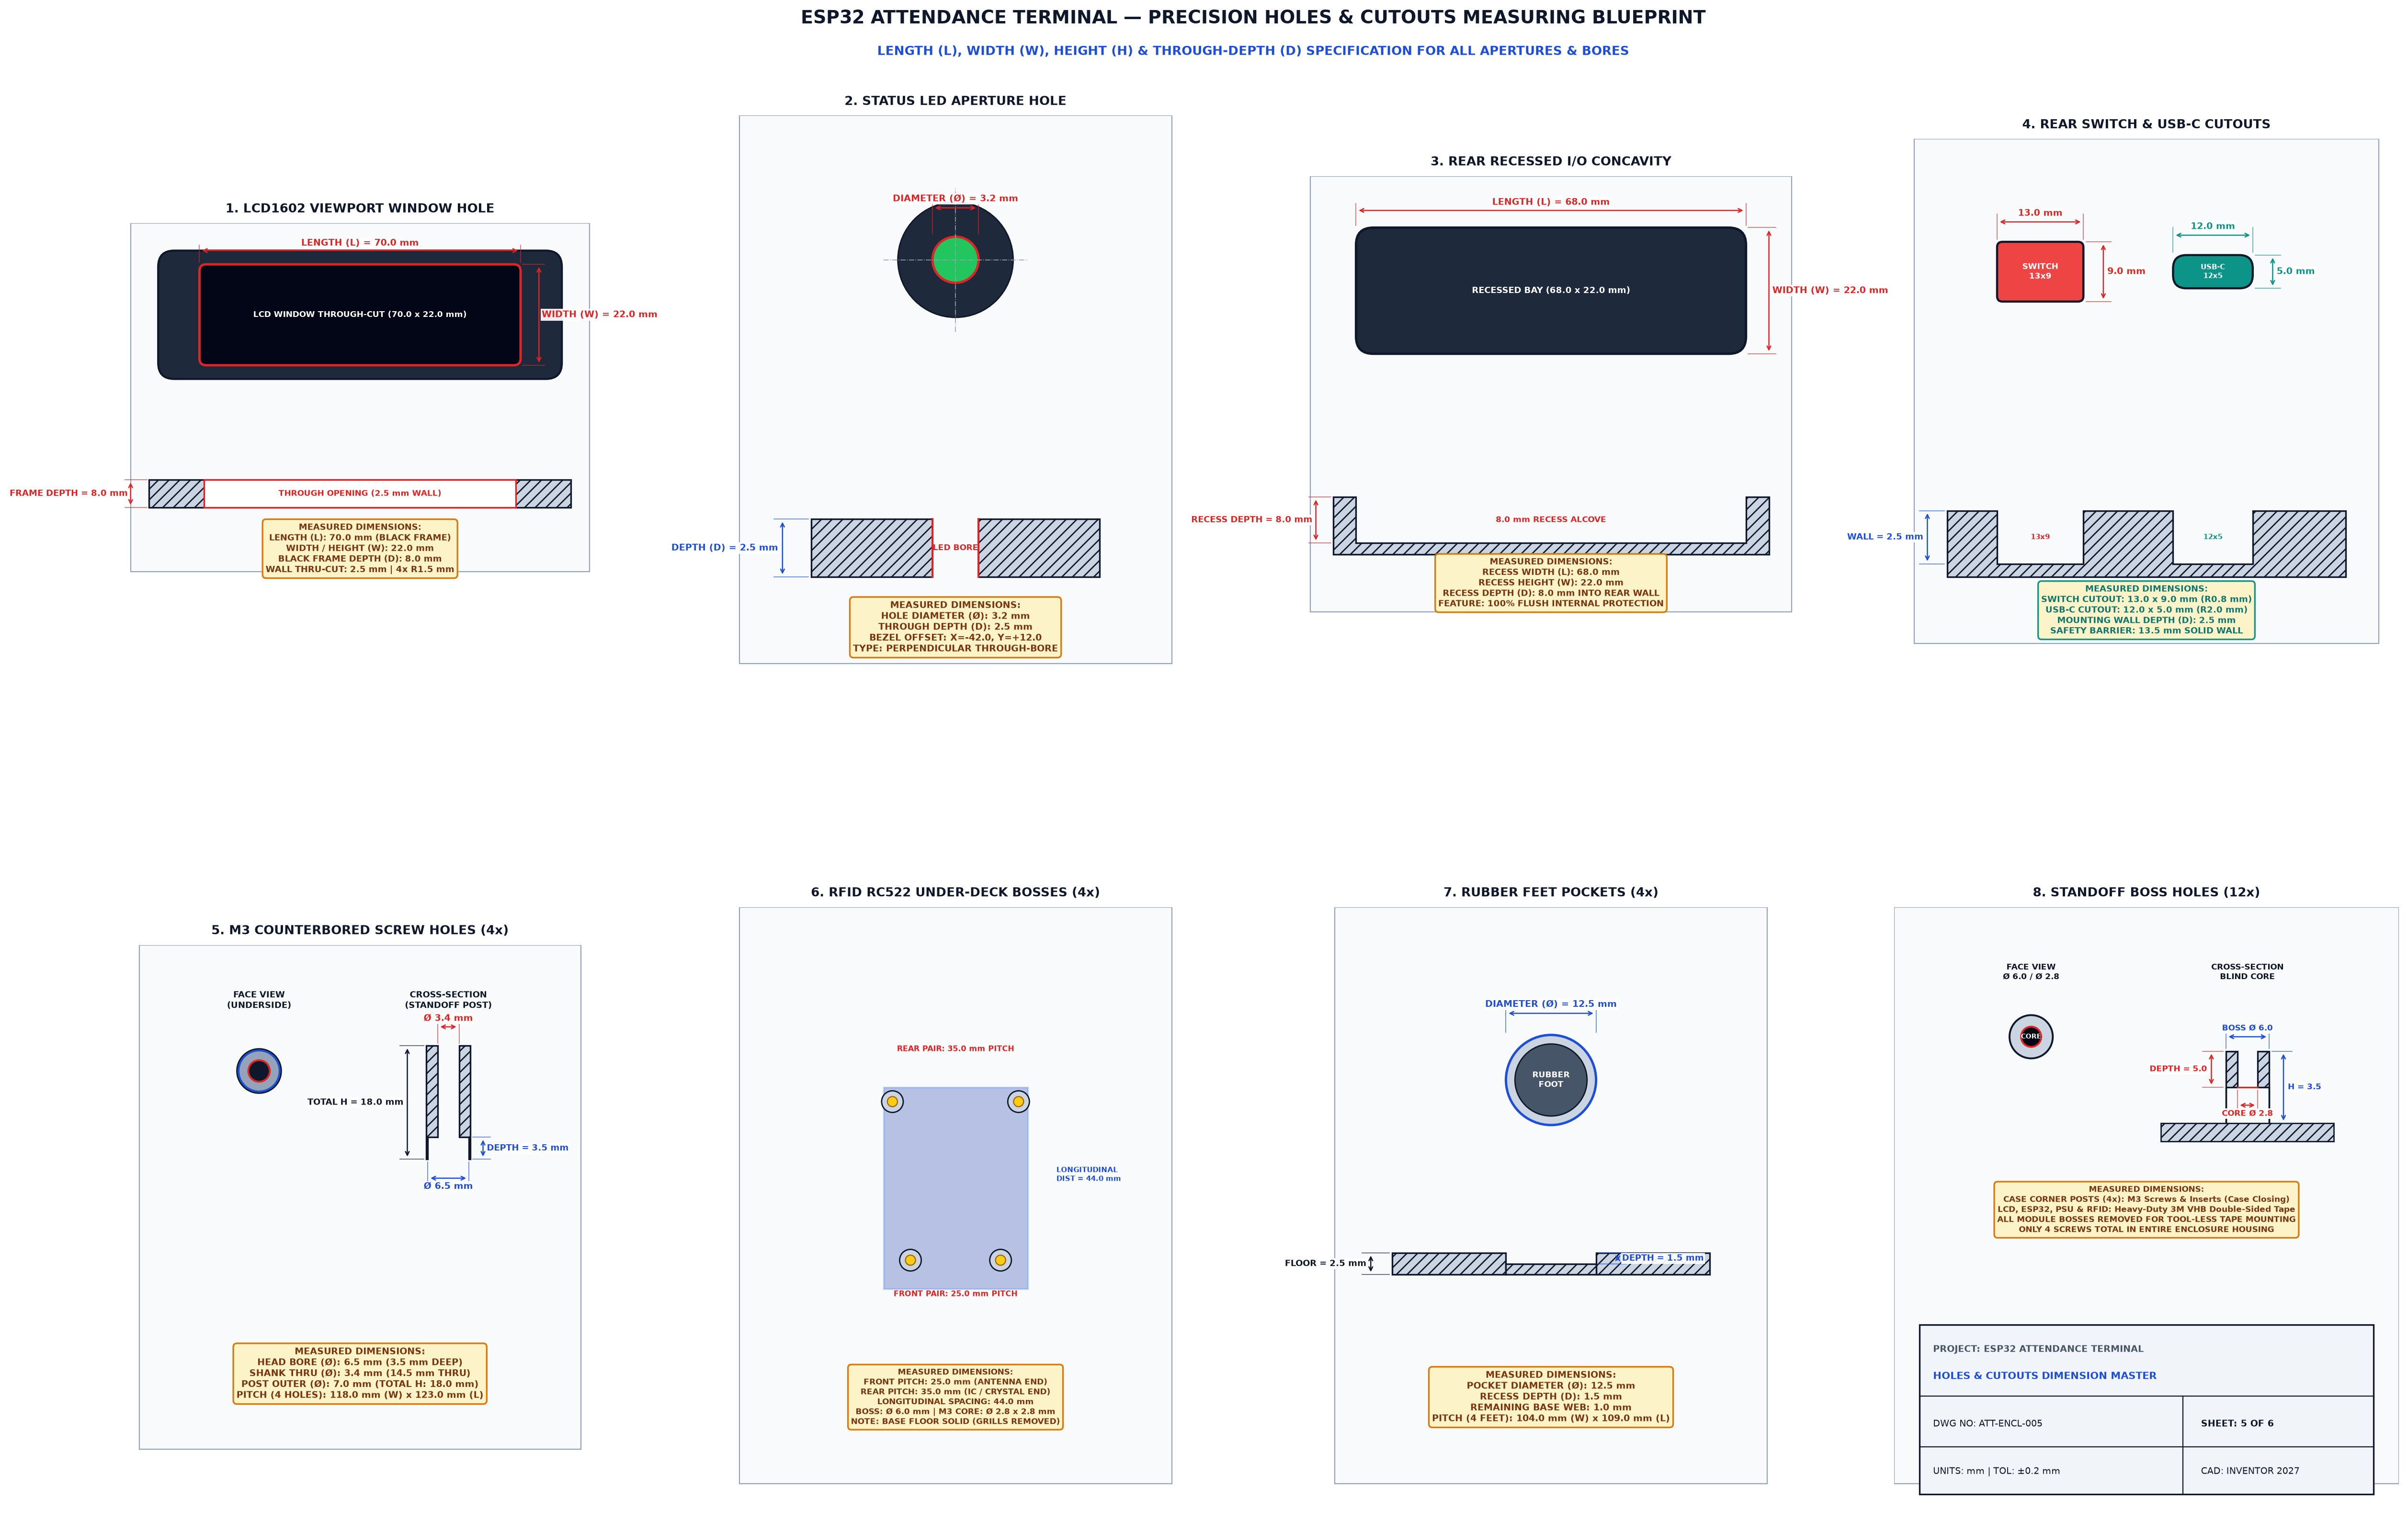 ESP32 ATTENDANCE TERMINAL — PRECISION HOLES & CUTOUTS MEASURING BLUEPRINT
LENGTH (L), WIDTH (W), HEIGHT (H) & THROUGH-DEPTH (D) SPECIFICATION FOR ALL APERTURES & BORES
1. LCD1602 VIEWPORT WINDOW HOLE
LENGTH (L) = 70.0 mm
LCD WINDOW THROUGH-CUT (70.0 x 22.0 mm)
WIDTH (W) = 22.0 mm
FRAME DEPTH = 8.0 mm
THROUGH OPENING (2.5 mm WALL)
MEASURED DIMENSIONS:
LENGTH (L): 70.0 mm (BLACK FRAME)
WIDTH / HEIGHT (W): 22.0 mm
BLACK FRAME DEPTH (D): 8.0 mm
WALL THRU-CUT: 2.5 mm | 4x R1.5 mm
2. STATUS LED APERTURE HOLE
DIAMETER (Ø) = 3.2 mm
DEPTH (D) = 2.5 mm
LED BORE
MEASURED DIMENSIONS:
HOLE DIAMETER (Ø): 3.2 mm
THROUGH DEPTH (D): 2.5 mm
BEZEL OFFSET: X=-42.0, Y=+12.0
TYPE: PERPENDICULAR THROUGH-BORE
3. REAR RECESSED I/O CONCAVITY
LENGTH (L) = 68.0 mm
RECESSED BAY (68.0 x 22.0 mm)
WIDTH (W) = 22.0 mm
RECESS DEPTH = 8.0 mm
8.0 mm RECESS ALCOVE
MEASURED DIMENSIONS:
RECESS WIDTH (L): 68.0 mm
RECESS HEIGHT (W): 22.0 mm
RECESS DEPTH (D): 8.0 mm INTO REAR WALL
FEATURE: 100% FLUSH INTERNAL PROTECTION
4. REAR SWITCH & USB-C CUTOUTS
13.0 mm
12.0 mm
SWITCH
13x9
9.0 mm
USB-C
12x5
5.0 mm
WALL = 2.5 mm
13x9
12x5
MEASURED DIMENSIONS:
SWITCH CUTOUT: 13.0 x 9.0 mm (R0.8 mm)
USB-C CUTOUT: 12.0 x 5.0 mm (R2.0 mm)
MOUNTING WALL DEPTH (D): 2.5 mm
SAFETY BARRIER: 13.5 mm SOLID WALL
5. M3 COUNTERBORED SCREW HOLES (4x)
FACE VIEW
(UNDERSIDE)
CROSS-SECTION
(STANDOFF POST)
Ø 3.4 mm
TOTAL H = 18.0 mm
DEPTH = 3.5 mm
Ø 6.5 mm
MEASURED DIMENSIONS:
HEAD BORE (Ø): 6.5 mm (3.5 mm DEEP)
SHANK THRU (Ø): 3.4 mm (14.5 mm THRU)
POST OUTER (Ø): 7.0 mm (TOTAL H: 18.0 mm)
PITCH (4 HOLES): 118.0 mm (W) x 123.0 mm (L)
6. RFID RC522 UNDER-DECK BOSSES (4x)
REAR PAIR: 35.0 mm PITCH
LONGITUDINAL
DIST = 44.0 mm
FRONT PAIR: 25.0 mm PITCH
MEASURED DIMENSIONS:
FRONT PITCH: 25.0 mm (ANTENNA END)
REAR PITCH: 35.0 mm (IC / CRYSTAL END)
LONGITUDINAL SPACING: 44.0 mm
BOSS: Ø 6.0 mm | M3 CORE: Ø 2.8 x 2.8 mm
NOTE: BASE FLOOR SOLID (GRILLS REMOVED)
7. RUBBER FEET POCKETS (4x)
DIAMETER (Ø) = 12.5 mm
RUBBER
FOOT
FLOOR = 2.5 mm
DEPTH = 1.5 mm
MEASURED DIMENSIONS:
POCKET DIAMETER (Ø): 12.5 mm
RECESS DEPTH (D): 1.5 mm
REMAINING BASE WEB: 1.0 mm
PITCH (4 FEET): 104.0 mm (W) x 109.0 mm (L)
8. STANDOFF BOSS HOLES (12x)
FACE VIEW
Ø 6.0 / Ø 2.8
CROSS-SECTION
BLIND CORE
CORE
BOSS Ø 6.0
DEPTH = 5.0
H = 3.5
CORE Ø 2.8
MEASURED DIMENSIONS:
CASE CORNER POSTS (4x): M3 Screws & Inserts (Case Closing)
LCD, ESP32, PSU & RFID: Heavy-Duty 3M VHB Double-Sided Tape
ALL MODULE BOSSES REMOVED FOR TOOL-LESS TAPE MOUNTING
ONLY 4 SCREWS TOTAL IN ENTIRE ENCLOSURE HOUSING
PROJECT: ESP32 ATTENDANCE TERMINAL
HOLES & CUTOUTS DIMENSION MASTER
DWG NO: ATT-ENCL-005
SHEET: 5 OF 6
UNITS: mm | TOL: ±0.2 mm
CAD: INVENTOR 2027